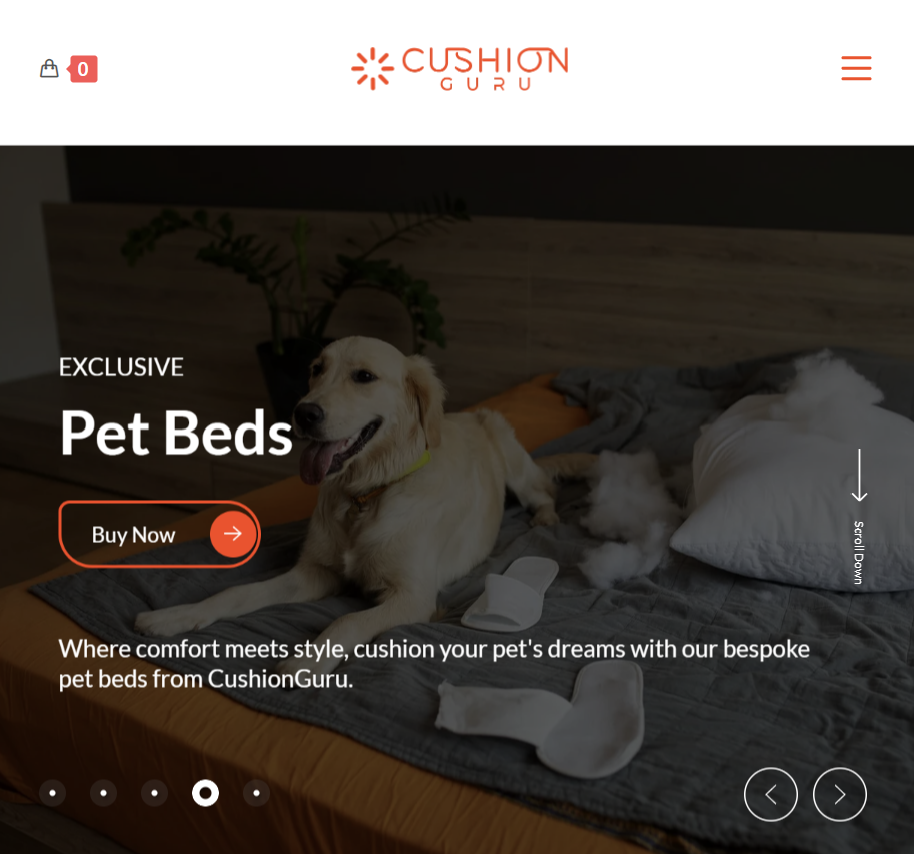 0
CUSHION
GURU
EXCLUSIVE
Pet Beds
Buy Now
Scroll Down
Where comfort meets style, cushion your pet's dreams with our bespoke
pet beds from CushionGuru.